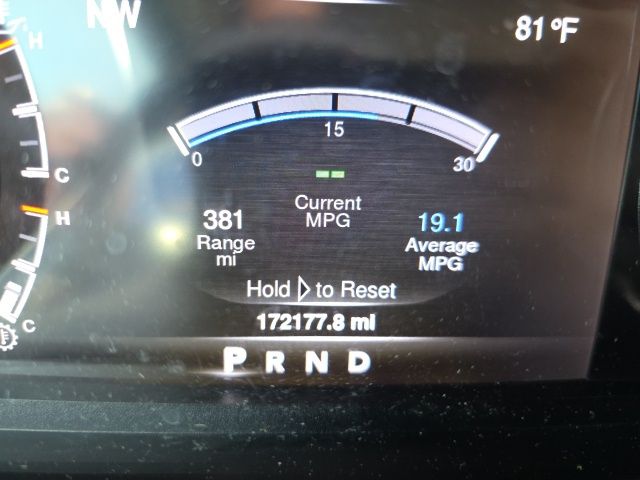 NW
81°F
H
0 15 30
C
--
Current
MPG
H
381
Range
mi
19.1
Average
MPG
Hold ▷ to Reset
172177.8 mi
C
P R N D